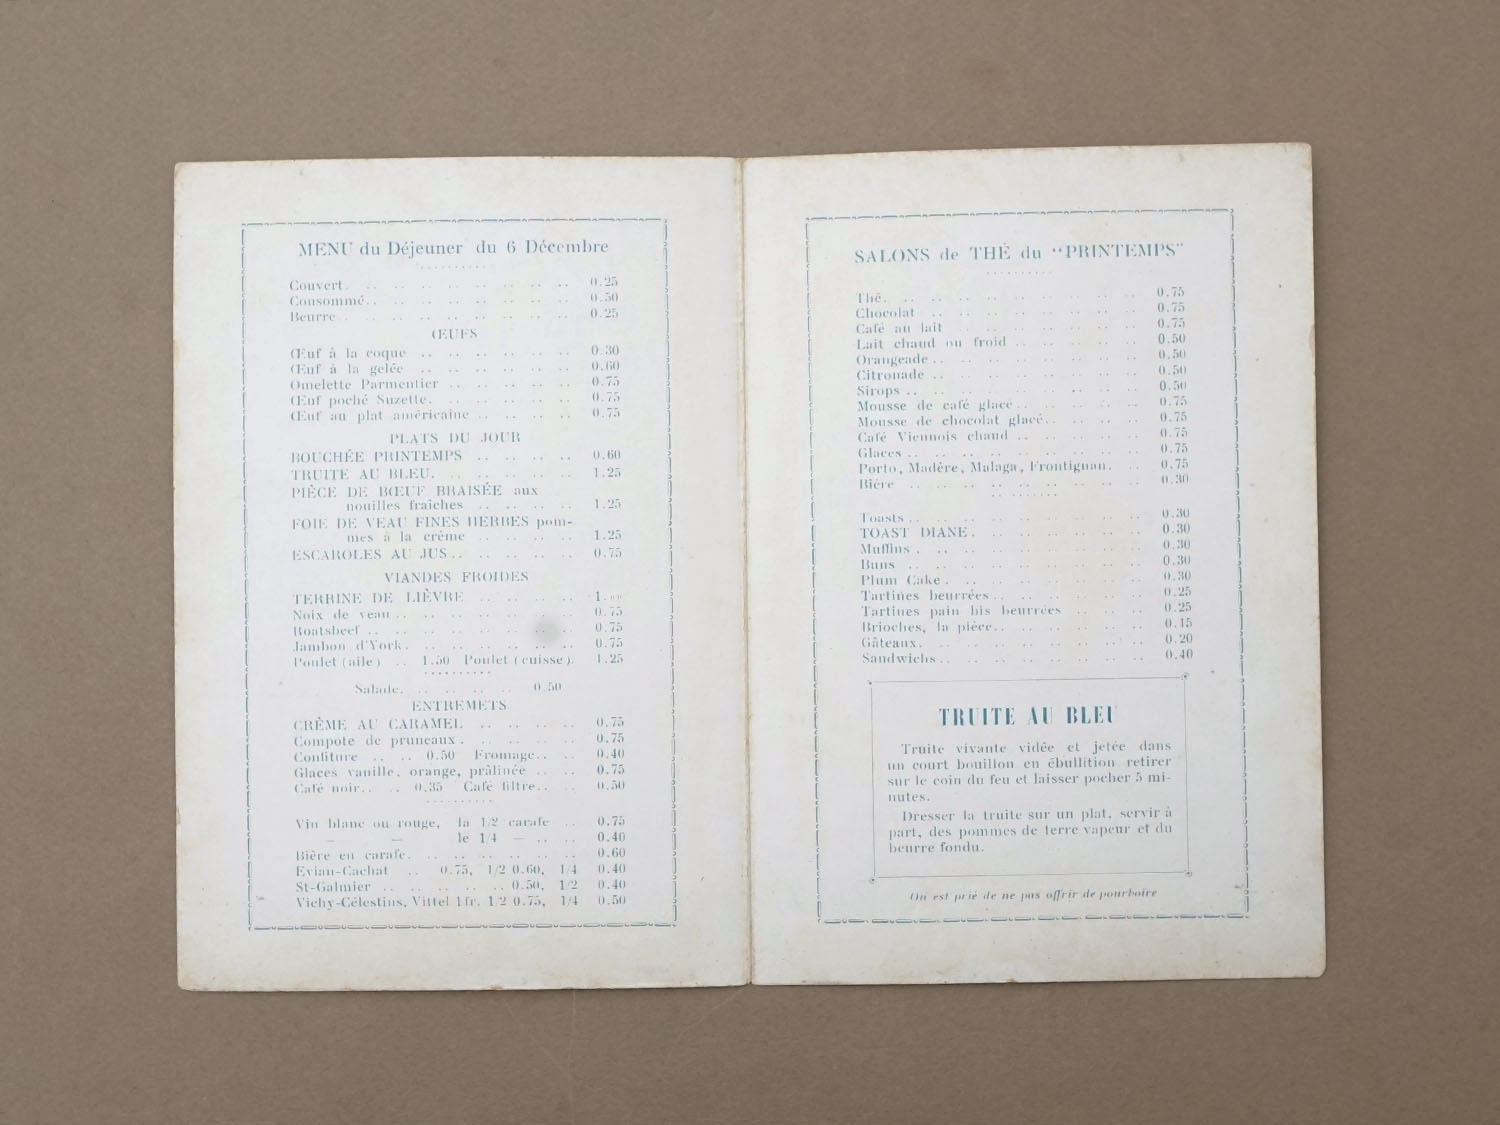 MENU du Déjeuner du 6 Décembre
Couvert. .. .. .. .. .. .. .. .. 0.25
Consommé.. .. .. .. .. .. .. .. 0.50
Beurre .. .. .. .. .. .. .. .. .. 0.25
ŒUFS
Œuf à la coque .. .. .. .. .. .. 0.30
Œuf à la gelée .. .. .. .. .. .. 0.60
Omelette Parmentier .. .. .. .. .. 0.75
Œuf poché Suzette. .. .. .. .. .. 0.75
Œuf au plat américaine .. .. .. .. 0.75
PLATS DU JOUR
BOUCHÉE PRINTEMPS .. .. .. .. 0.60
TRUITE AU BLEU. .. .. .. .. .. 1.25
PIÈCE DE BŒUF BRAISÉE aux
nouilles fraîches .. .. .. .. 1.25
FOIE DE VEAU FINES HERBES pom-
mes à la crème .. .. .. .. 1.25
ESCAROLES AU JUS.. .. .. .. .. 0.75
VIANDES FROIDES
TERRINE DE LIÈVRE .. .. .. .. 1.»»
Noix de veau .. .. .. .. .. .. .. 0.75
Roatsbeef .. .. .. .. .. .. .. .. 0.75
Jambon d'York. .. .. .. .. .. .. 0.75
Poulet (aile) .. 1.50 Poulet (cuisse). 1.25
Salade. .. .. .. .. 0.50
ENTREMETS
CRÈME AU CARAMEL .. .. .. .. 0.75
Compote de pruneaux. .. .. .. .. 0.75
Confiture .. .. 0.50 Fromage.. .. 0.40
Glaces vanille, orange, prâlinée .. .. 0.75
Café noir.. .. 0.35 Café filtre.. .. 0.50
Vin blanc ou rouge, la 1/2 carafe .. 0.75
— — le 1/4 — .. .. 0.40
Bière en carafe. .. .. .. .. .. .. 0.60
Evian-Cachat .. 0.75, 1/2 0.60, 1/4 0.40
St-Galmier .. .. .. .. .. 0.50, 1/2 0.40
Vichy-Célestins, Vittel 1 fr. 1/2 0.75, 1/4 0.50
SALONS de THÉ du "PRINTEMPS"
Thé. .. .. .. .. .. .. .. .. .. 0.75
Chocolat .. .. .. .. .. .. .. .. 0.75
Café au lait .. .. .. .. .. .. .. 0.75
Lait chaud ou froid .. .. .. .. .. 0.50
Orangeade .. .. .. .. .. .. .. .. 0.50
Citronade .. .. .. .. .. .. .. .. 0.50
Sirops .. .. .. .. .. .. .. .. 0.50
Mousse de café glacé .. .. .. .. .. 0.75
Mousse de chocolat glacé.. .. .. .. 0.75
Café Viennois chaud .. .. .. .. .. 0.75
Glaces .. .. .. .. .. .. .. .. .. 0.75
Porto, Madère, Malaga, Frontignan. .. 0.75
Bière .. .. .. .. .. .. .. .. .. 0.30
Toasts .. .. .. .. .. .. .. .. .. 0.30
TOAST DIANE. .. .. .. .. .. .. 0.30
Muffins . .. .. .. .. .. .. .. .. 0.30
Buns .. .. .. .. .. .. .. .. .. 0.30
Plum Cake. .. .. .. .. .. .. .. 0.30
Tartines beurrées .. .. .. .. .. .. 0.25
Tartines pain bis beurrées .. .. .. 0.25
Brioches, la pièce.. .. .. .. .. .. 0.15
Gâteaux. .. .. .. .. .. .. .. .. 0.20
Sandwichs .. .. .. .. .. .. .. .. 0.40
TRUITE AU BLEU
Truite vivante vidée et jetée dans
un court bouillon en ébullition retirer
sur le coin du feu et laisser pocher 5 mi-
nutes.
Dresser la truite sur un plat, servir à
part, des pommes de terre vapeur et du
beurre fondu.
On est prié de ne pas offrir de pourboire